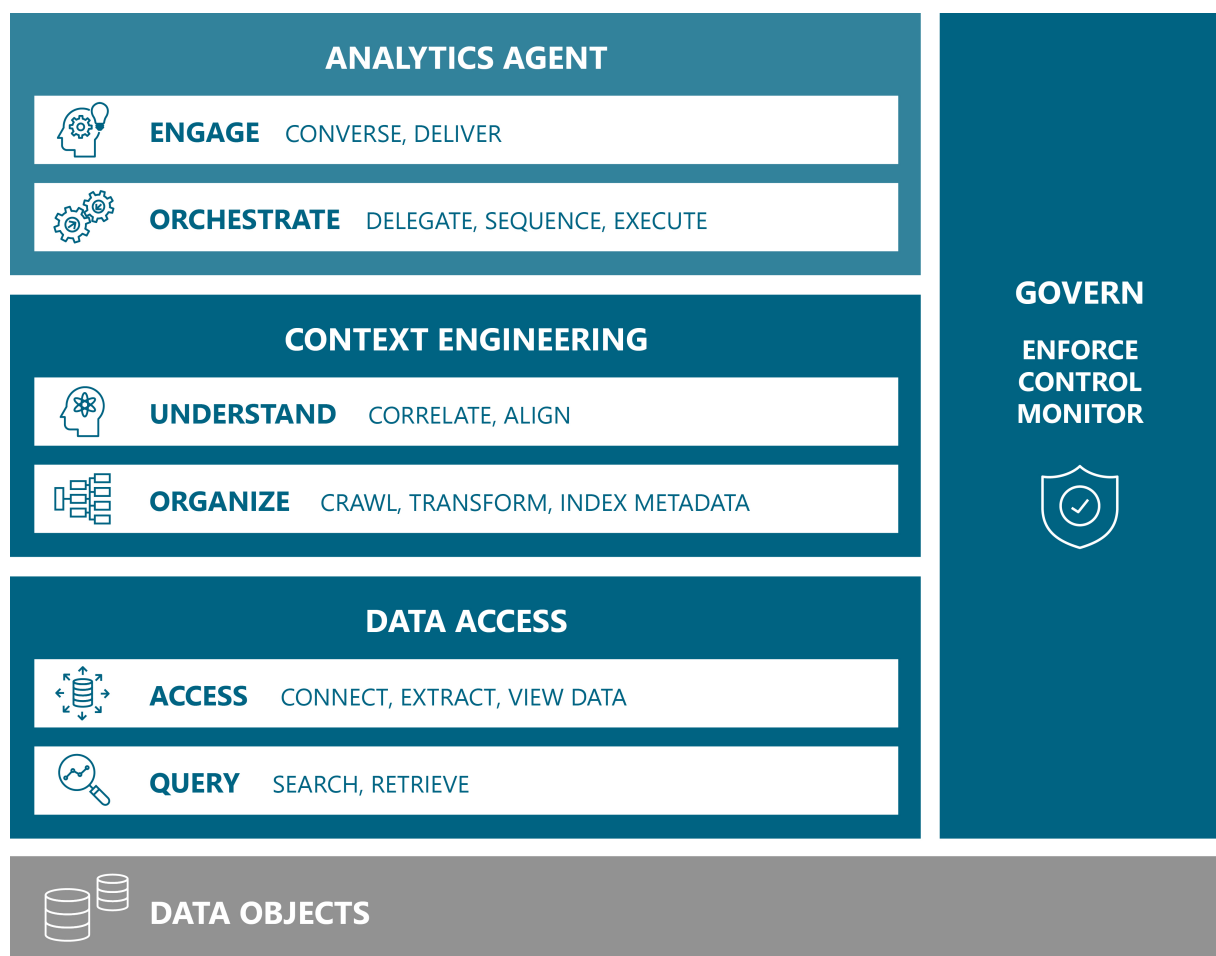 ANALYTICS AGENT
ENGAGE CONVERSE, DELIVER
ORCHESTRATE DELEGATE, SEQUENCE, EXECUTE
CONTEXT ENGINEERING
UNDERSTAND CORRELATE, ALIGN
ORGANIZE CRAWL, TRANSFORM, INDEX METADATA
DATA ACCESS
ACCESS CONNECT, EXTRACT, VIEW DATA
QUERY SEARCH, RETRIEVE
GOVERN
ENFORCE
CONTROL
MONITOR
DATA OBJECTS